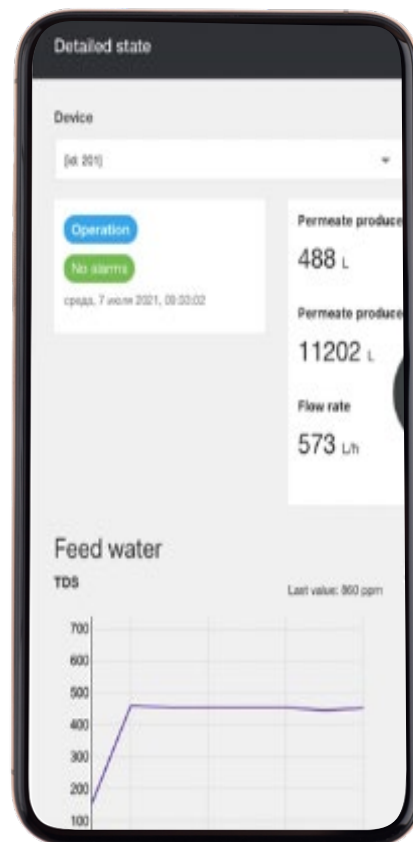 Detailed state
Device
[id: 201]
Operation
No alarms
среда, 7 июля 2021, 09:03:02
Permeate produce
488 L
Permeate produce
11202 L
Flow rate
573 L/h
Feed water
TDS
Last value: 860 ppm
700
600
500
400
300
200
100